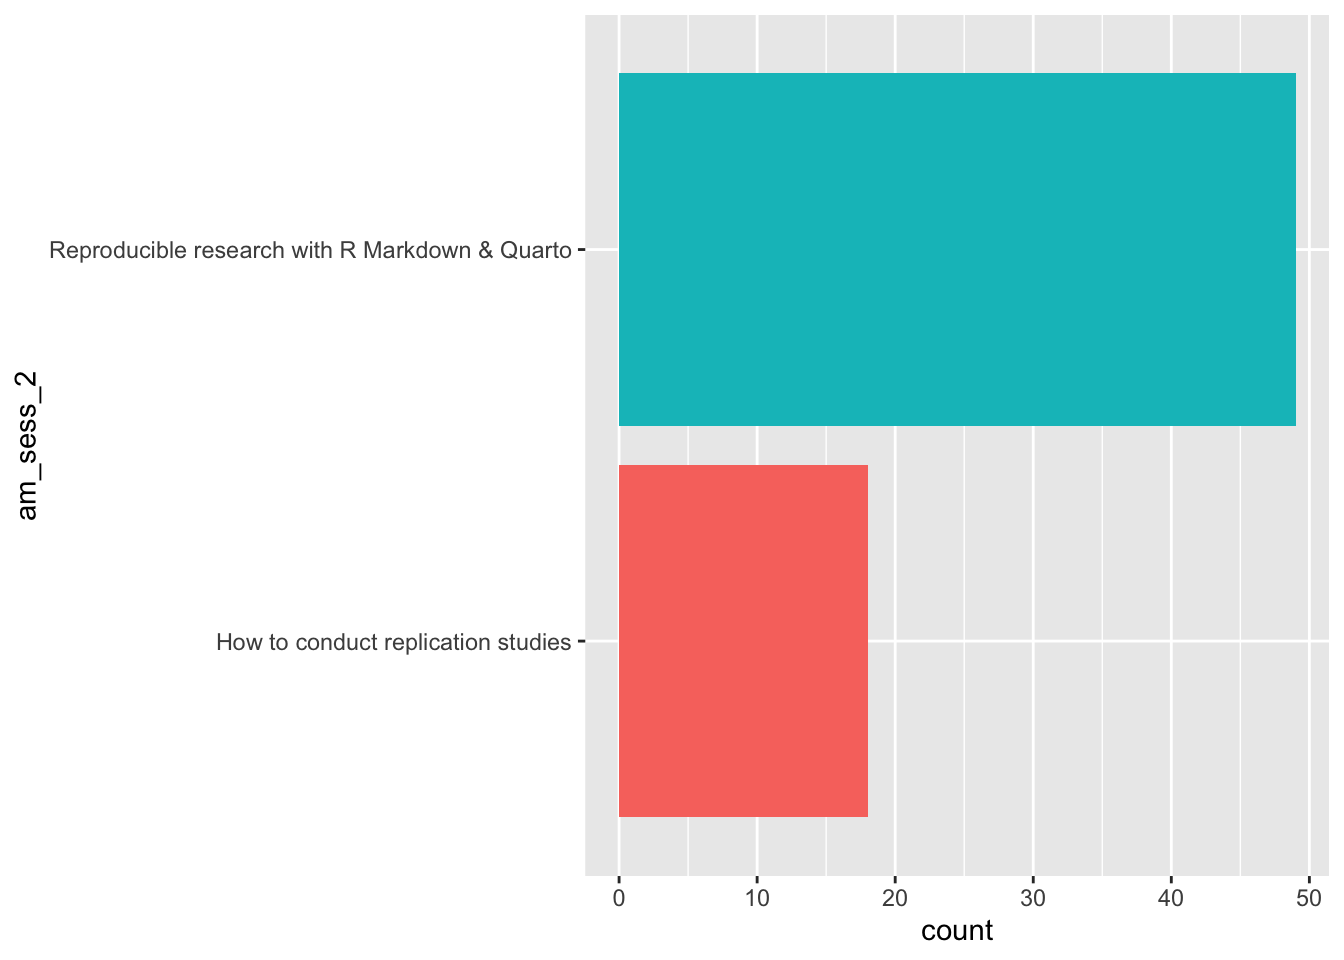 Reproducible research with R Markdown & Quarto
am_sess_2
How to conduct replication studies
0 10 20 30 40 50
count